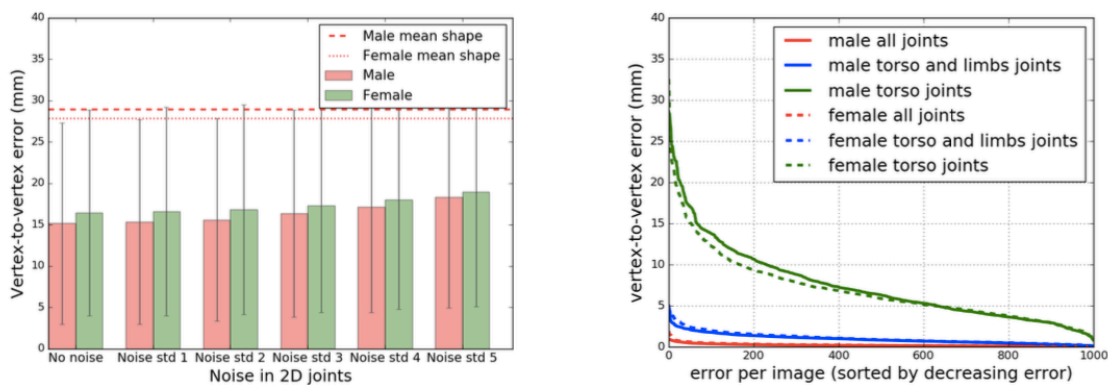 Vertex-to-vertex error (mm)
40
35
30
25
20
15
10
5
0
Male mean shape
Female mean shape
Male
Female
No noise Noise std 1 Noise std 2 Noise std 3 Noise std 4 Noise std 5
Noise in 2D joints
vertex-to-vertex error (mm)
40
35
30
25
20
15
10
5
0
male all joints
male torso and limbs joints
male torso joints
female all joints
female torso and limbs joints
female torso joints
0 200 400 600 800 1000
error per image (sorted by decreasing error)